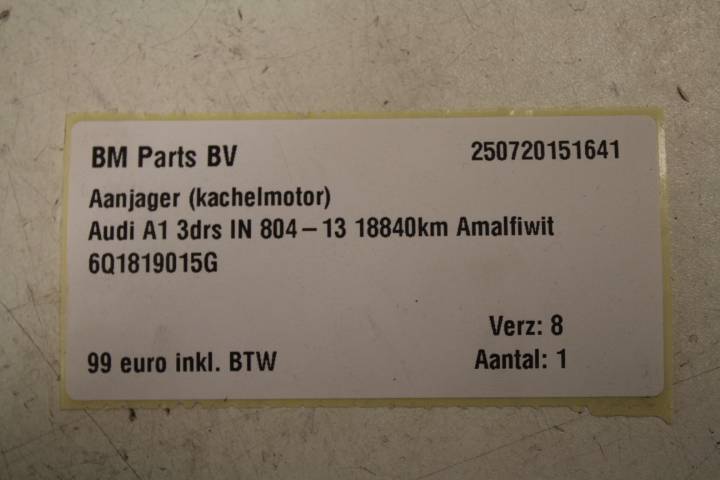 BM Parts BV 250720151641
Aanjager (kachelmotor)
Audi A1 3drs IN 804-13 18840km Amalfiwit
6Q1819015G
Verz: 8
99 euro inkl. BTW Aantal: 1